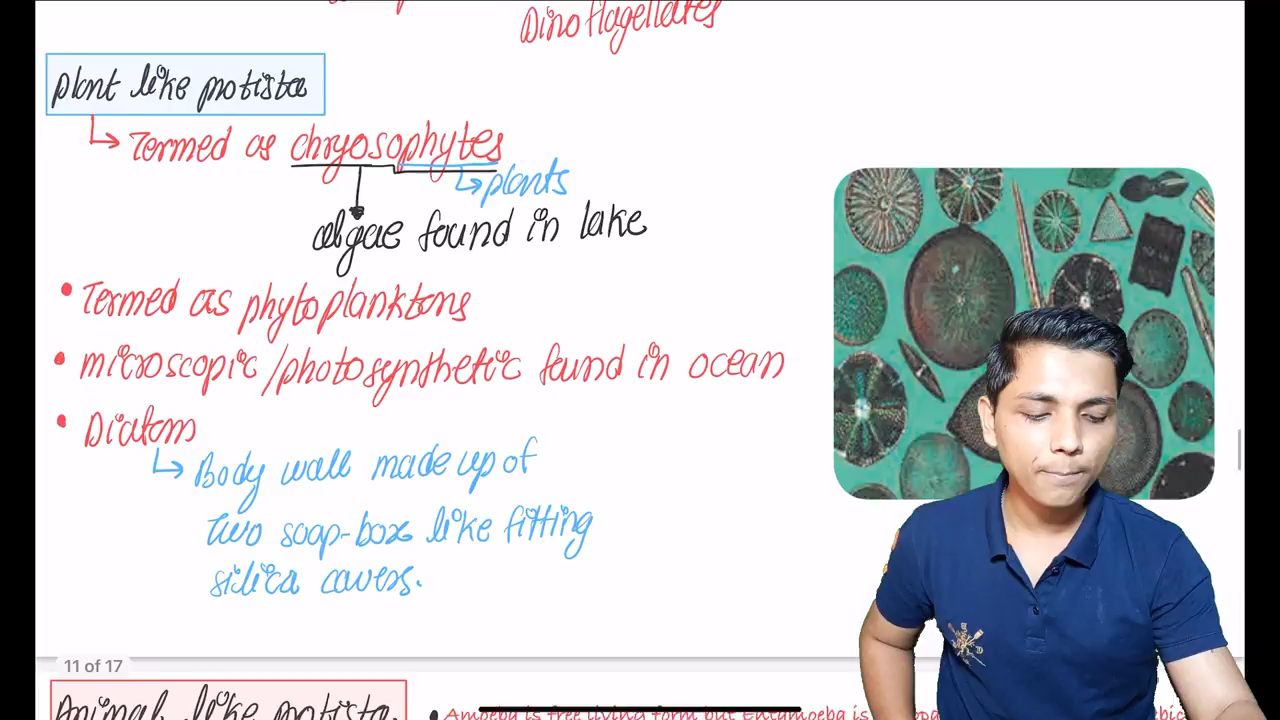 Dinoflagellates
plant like protista
Termed as chryosophytes
plants
algae found in lake
• Termed as phytoplanktons
• microscopic/photosynthetic found in ocean
• Diatom
Body wall made up of
two soap-box like fitting
silica covers.
11 of 17
Animal like protista.
• Amoeba is free living form but Entamoeba is